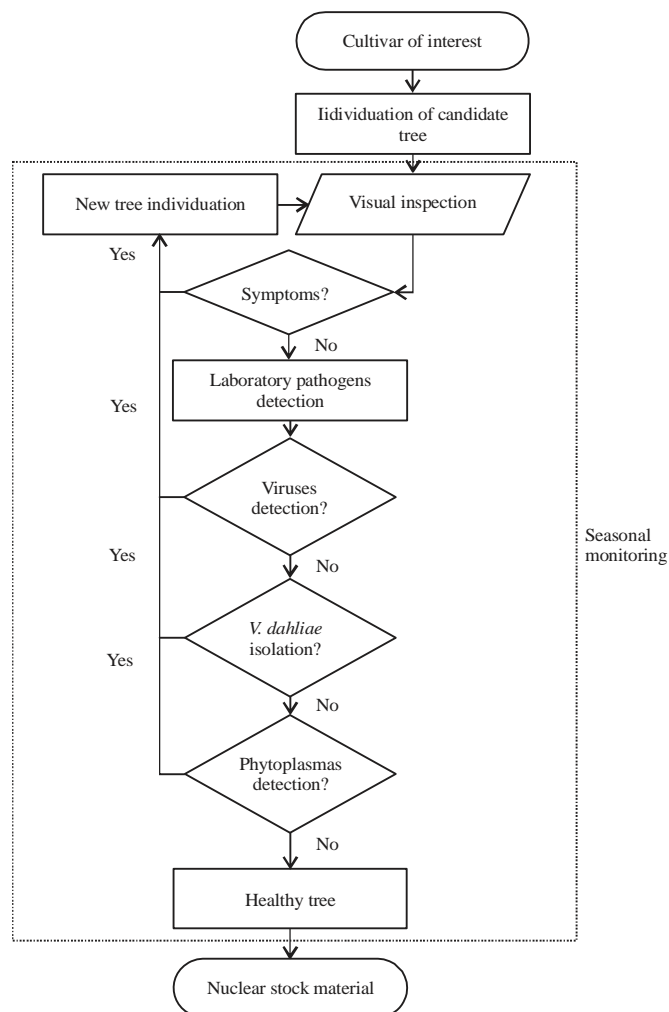 Cultivar of interest
Iidividuation of candidate
tree
New tree individuation
Visual inspection
Yes
Symptoms?
No
Laboratory pathogens
detection
Yes
Viruses
detection?
Yes
No
Seasonal
monitoring
V. dahliae
isolation?
Yes
No
Phytoplasmas
detection?
No
Healthy tree
Nuclear stock material